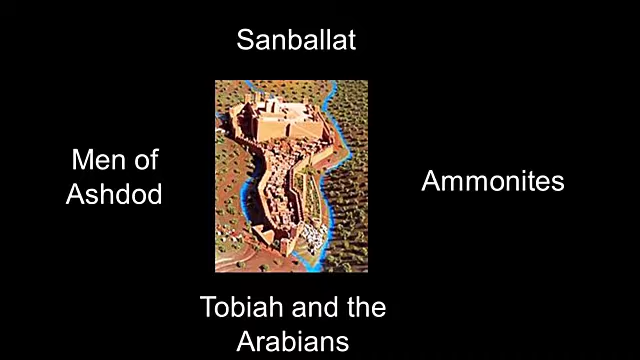 Sanballat
Men of
Ashdod
Ammonites
Tobiah and the
Arabians